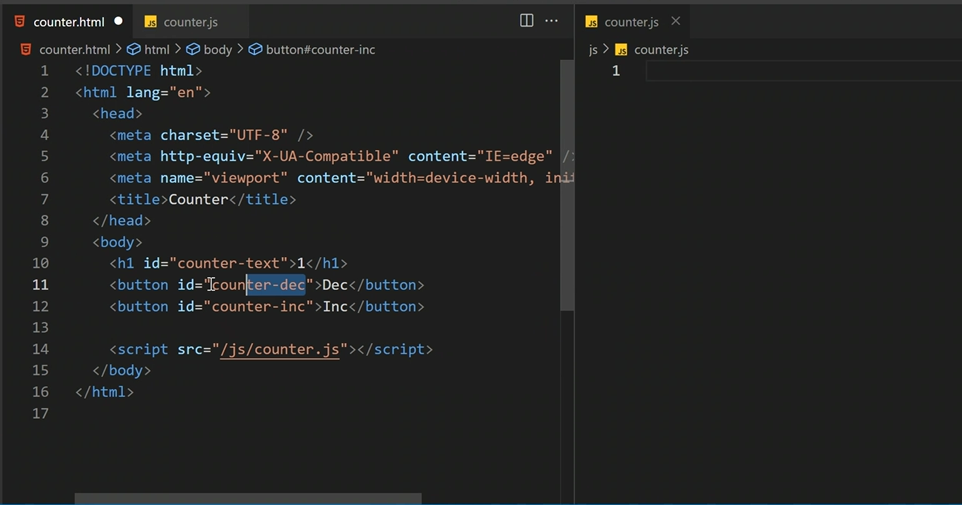 counter.html
JS counter.js
···
counter.html > html > body > button#counter-inc
1 <!DOCTYPE html>
2 <html lang="en">
3 <head>
4 <meta charset="UTF-8" />
5 <meta http-equiv="X-UA-Compatible" content="IE=edge" />
6 <meta name="viewport" content="width=device-width, init
7 <title>Counter</title>
8 </head>
9 <body>
10 <h1 id="counter-text">1</h1>
11 <button id="counter-dec">Dec</button>
12 <button id="counter-inc">Inc</button>
13
14 <script src="/js/counter.js"></script>
15 </body>
16 </html>
17
JS counter.js ×
js > JS counter.js
1